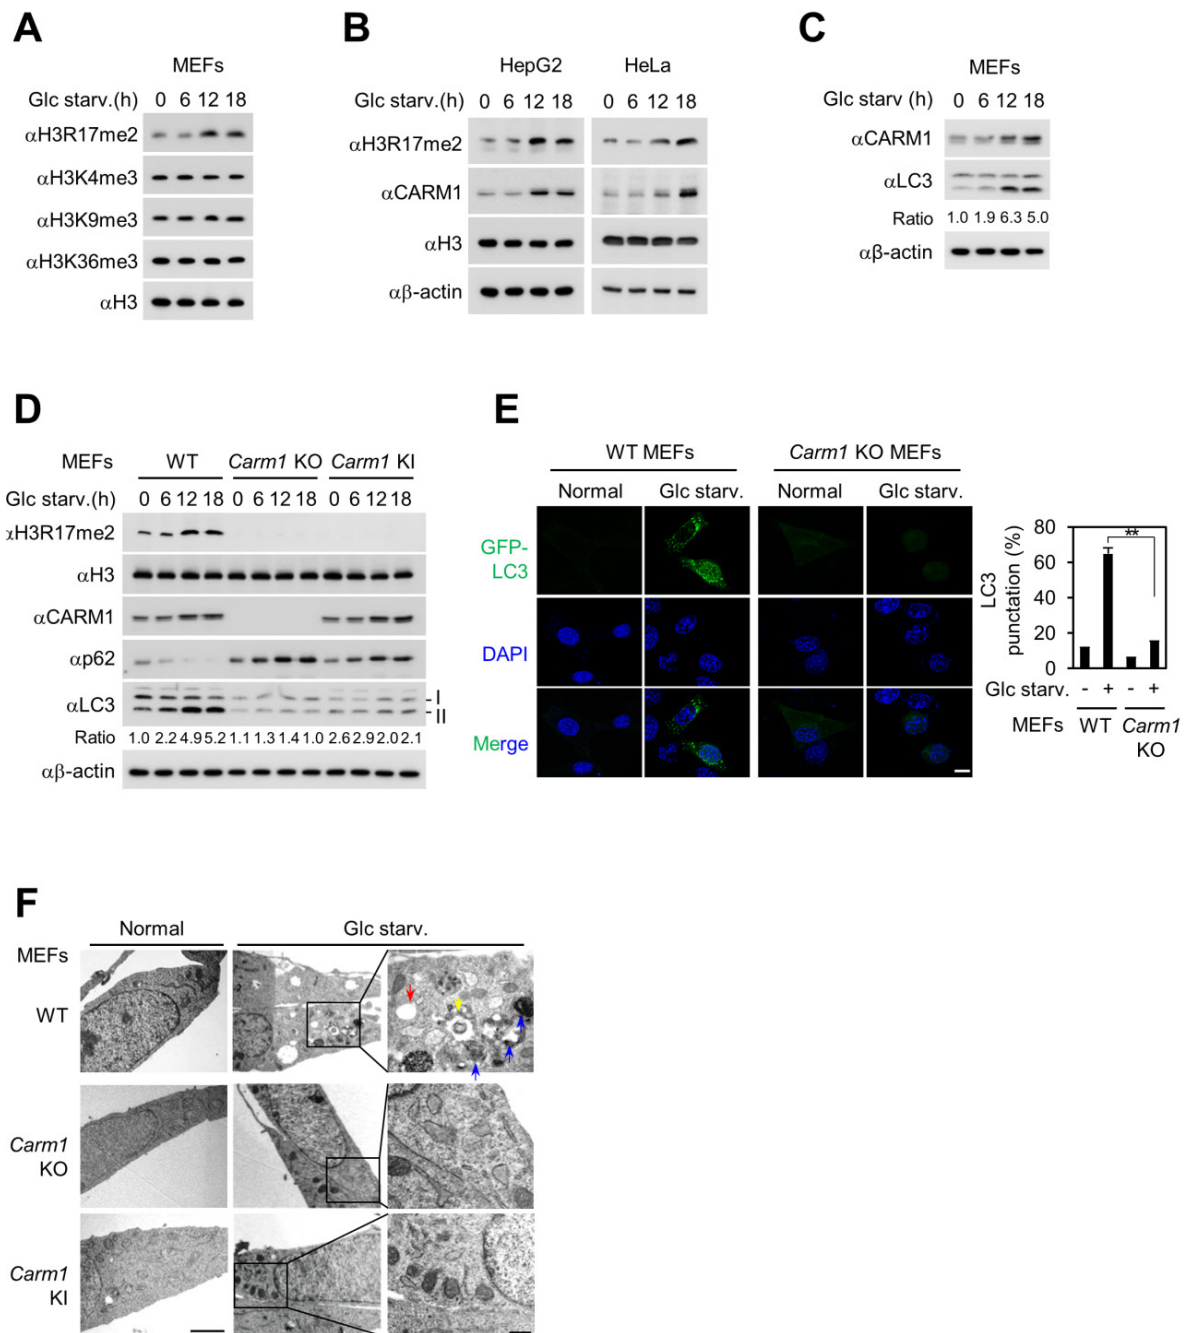 A
MEFs
Glc starv.(h) 0 6 12 18
αH3R17me2
αH3K4me3
αH3K9me3
αH3K36me3
αH3
B
HepG2 HeLa
Glc starv.(h) 0 6 12 18 0 6 12 18
αH3R17me2
αCARM1
αH3
αβ-actin
C
MEFs
Glc starv (h) 0 6 12 18
αCARM1
αLC3
Ratio 1.0 1.9 6.3 5.0
αβ-actin
D
MEFs WT Carm1 KO Carm1 KI
Glc starv.(h) 0 6 12 18 0 6 12 18 0 6 12 18
αH3R17me2
αH3
αCARM1
αp62
αLC3 I
II
Ratio 1.0 2.2 4.9 5.2 1.1 1.3 1.4 1.0 2.6 2.9 2.0 2.1
αβ-actin
E
WT MEFs Carm1 KO MEFs
Normal Glc starv. Normal Glc starv.
GFP-
LC3
DAPI
Merge
LC3
punctation (%)
80
60
40
20
0
**
Glc starv. - + - +
MEFs WT Carm1
KO
F
Normal Glc starv.
MEFs
WT
Carm1
KO
Carm1
KI